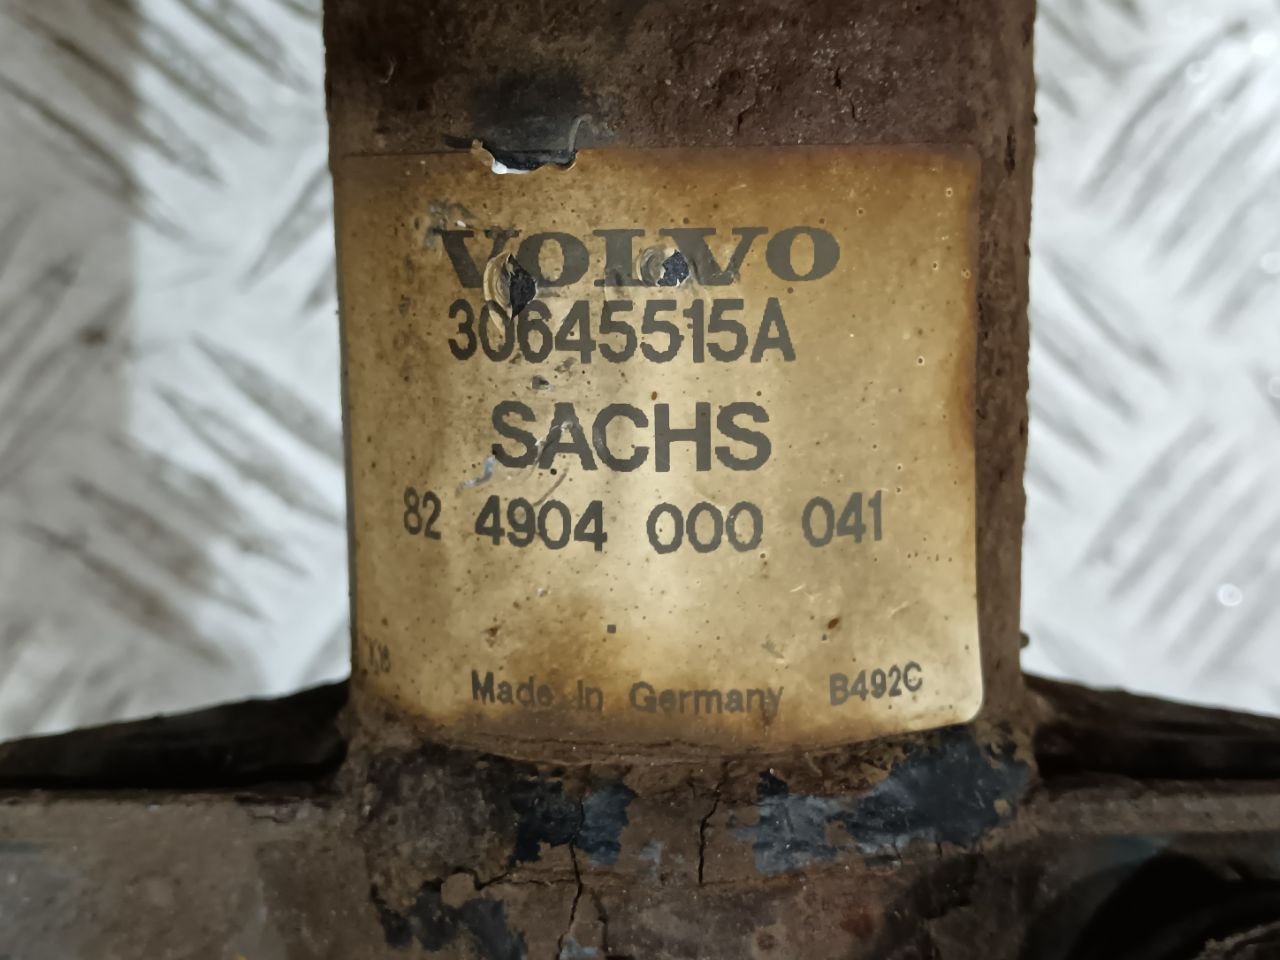 VOLVO
30645515A
SACHS
82 4904 000 041
Made In Germany B492C